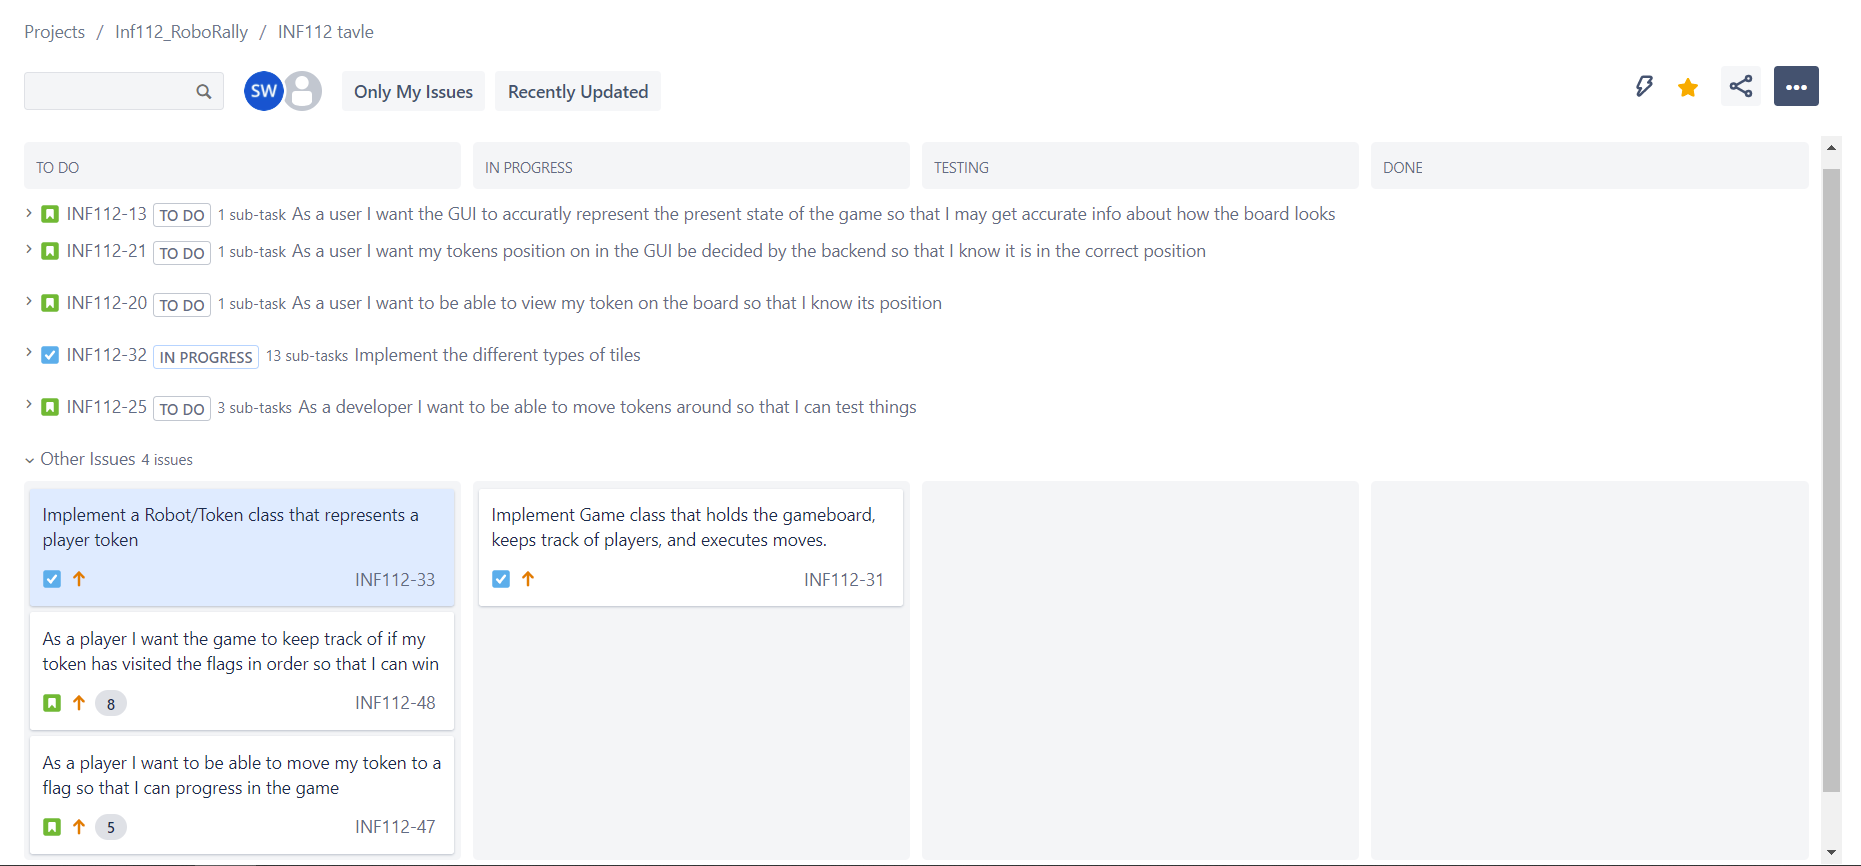 Projects / Inf112_RoboRally / INF112 tavle
SW Only My Issues Recently Updated
TO DO IN PROGRESS TESTING DONE
INF112-13 TO DO 1 sub-task As a user I want the GUI to accuratly represent the present state of the game so that I may get accurate info about how the board looks
INF112-21 TO DO 1 sub-task As a user I want my tokens position on in the GUI be decided by the backend so that I know it is in the correct position
INF112-20 TO DO 1 sub-task As a user I want to be able to view my token on the board so that I know its position
INF112-32 IN PROGRESS 13 sub-tasks Implement the different types of tiles
INF112-25 TO DO 3 sub-tasks As a developer I want to be able to move tokens around so that I can test things
Other Issues 4 issues
Implement a Robot/Token class that represents a
player token
INF112-33
As a player I want the game to keep track of if my
token has visited the flags in order so that I can win
8 INF112-48
As a player I want to be able to move my token to a
flag so that I can progress in the game
5 INF112-47
Implement Game class that holds the gameboard,
keeps track of players, and executes moves.
INF112-31